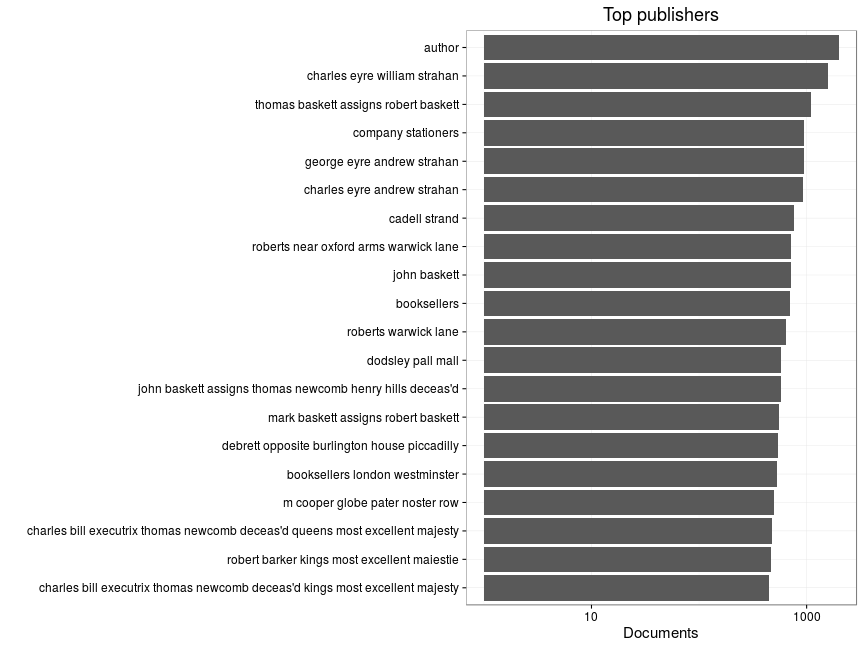 Top publishers
author
charles eyre william strahan
thomas baskett assigns robert baskett
company stationers
george eyre andrew strahan
charles eyre andrew strahan
cadell strand
roberts near oxford arms warwick lane
john baskett
booksellers
roberts warwick lane
dodsley pall mall
john baskett assigns thomas newcomb henry hills deceas'd
mark baskett assigns robert baskett
debrett opposite burlington house piccadilly
booksellers london westminster
m cooper globe pater noster row
charles bill executrix thomas newcomb deceas'd queens most excellent majesty
robert barker kings most excellent maiestie
charles bill executrix thomas newcomb deceas'd kings most excellent majesty
10 1000
Documents